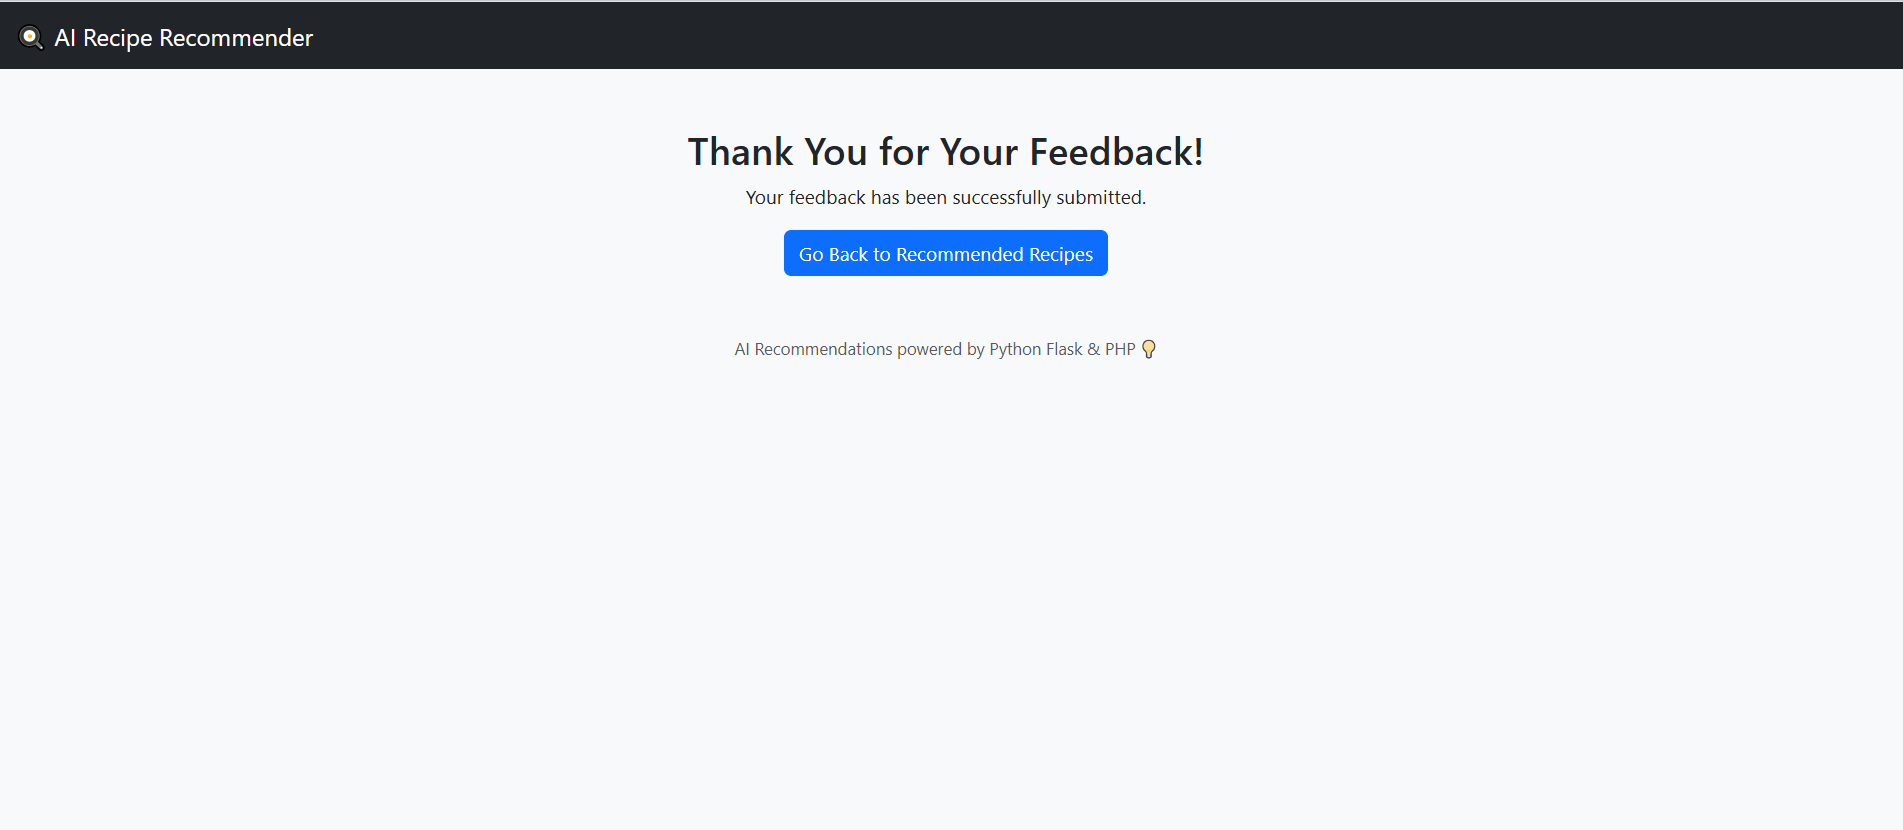 AI Recipe Recommender
Thank You for Your Feedback!
Your feedback has been successfully submitted.
Go Back to Recommended Recipes
AI Recommendations powered by Python Flask & PHP